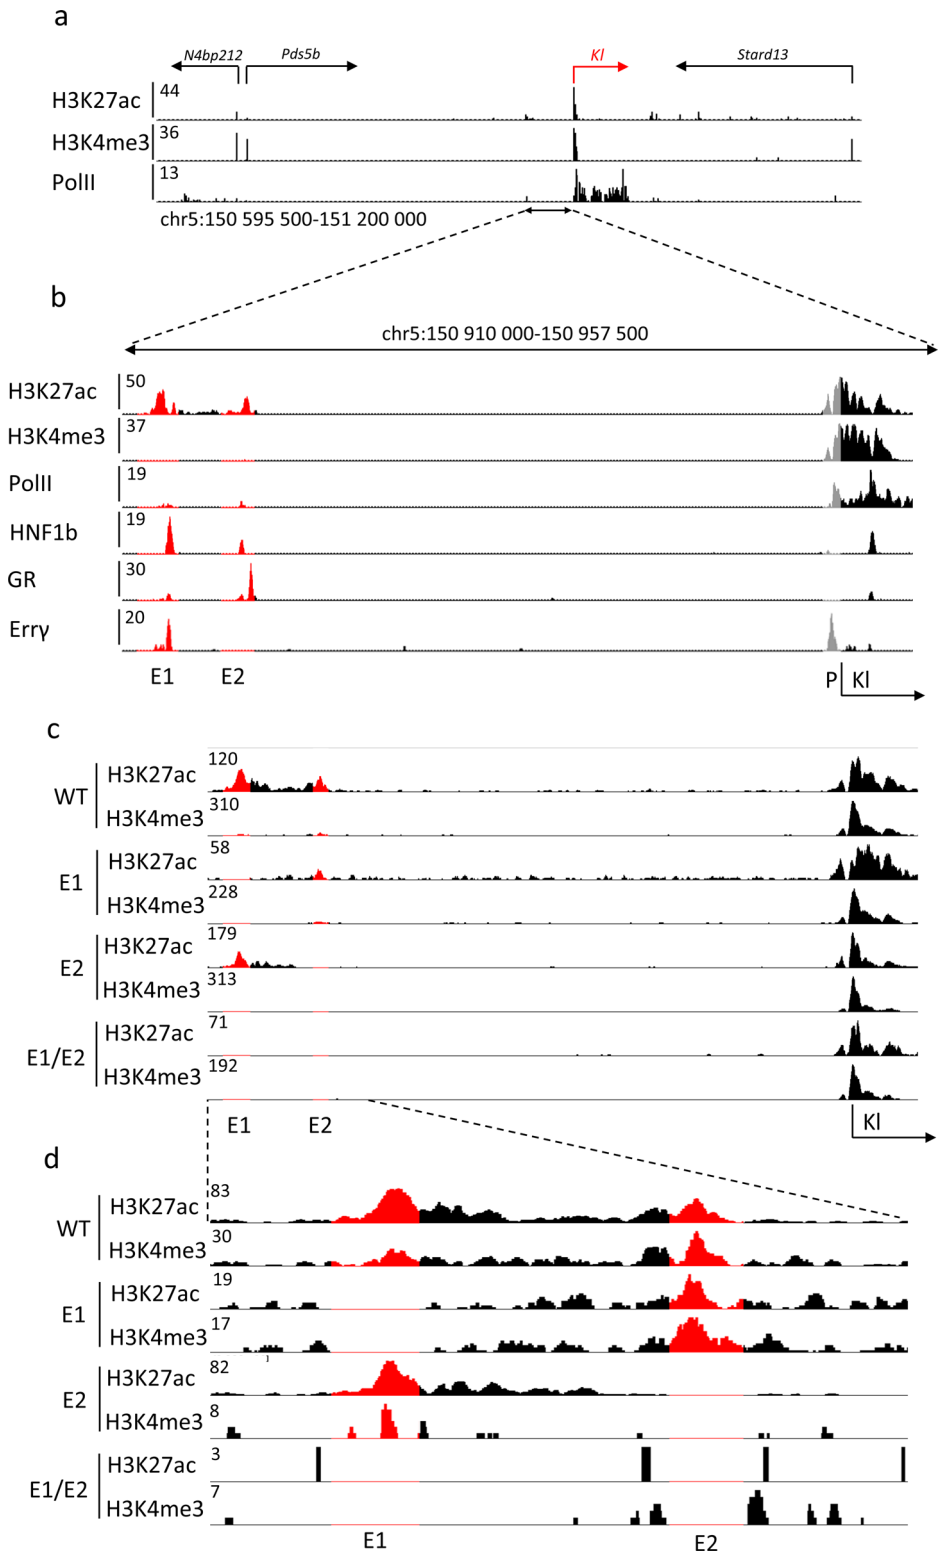 a
N4bp212 Pds5b Kl Stard13
H3K27ac 44
H3K4me3 36
PolII 13
chr5:150 595 500-151 200 000
b
chr5:150 910 000-150 957 500
H3K27ac 50
H3K4me3 37
PolII 19
HNF1b 19
GR 30
Errγ 20
E1 E2 P Kl
c
WT
H3K27ac 120
H3K4me3 310
E1
H3K27ac 58
H3K4me3 228
E2
H3K27ac 179
H3K4me3 313
E1/E2
H3K27ac 71
H3K4me3 192
E1 E2 Kl
d
WT
H3K27ac 83
H3K4me3 30
E1
H3K27ac 19
H3K4me3 17
E2
H3K27ac 82
H3K4me3 8
E1/E2
H3K27ac 3
H3K4me3 7
E1 E2